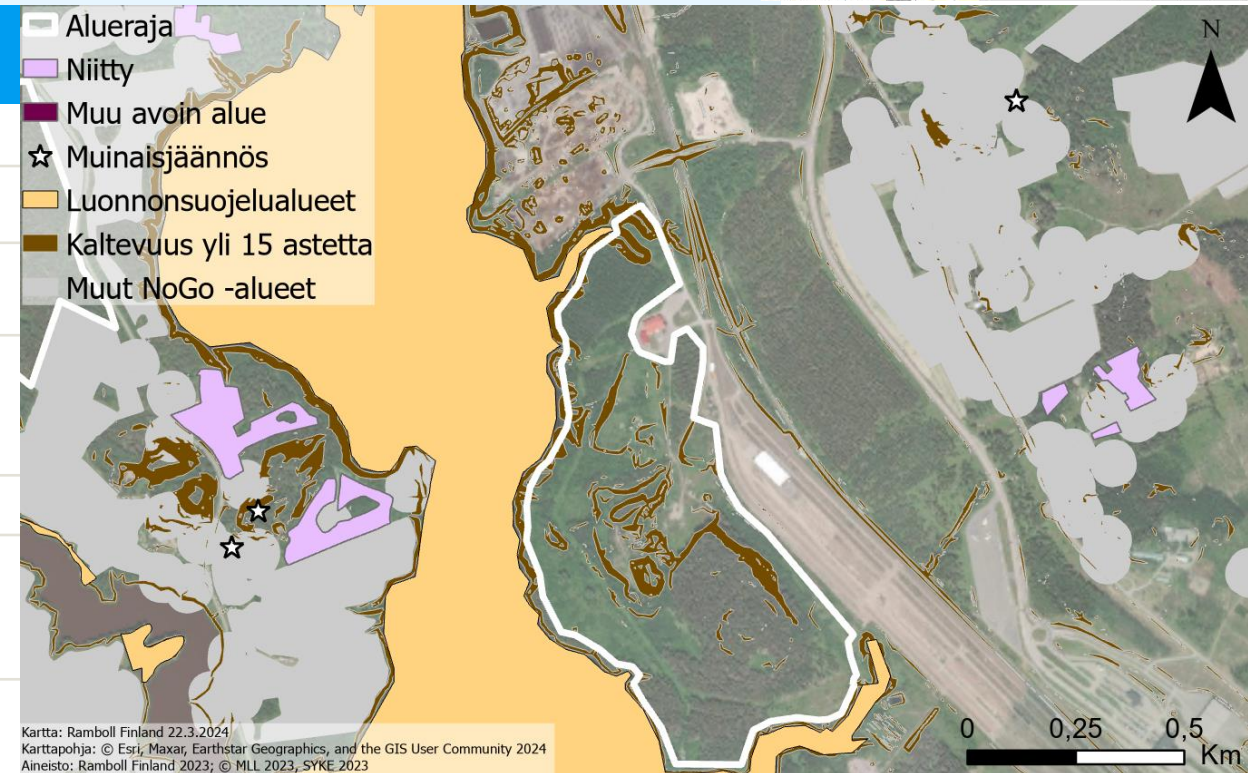 Alueraja
Niitty
Muu avoin alue
Muinaisjäännös
Luonnonsuojelualueet
Kaltevuus yli 15 astetta
Muut NoGo -alueet
N
0 0,25 0,5
Km
Kartta: Ramboll Finland 22.3.2024
Karttapohja: © Esri, Maxar, Earthstar Geographics, and the GIS User Community 2024
Aineisto: Ramboll Finland 2023; © MLL 2023, SYKE 2023